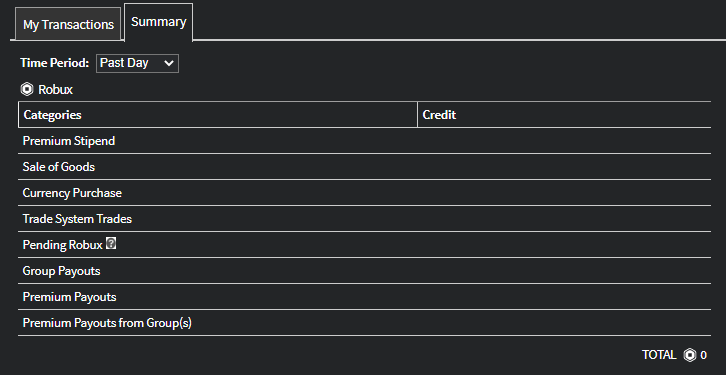 My Transactions Summary
Time Period: Past Day
Robux
Categories Credit
Premium Stipend
Sale of Goods
Currency Purchase
Trade System Trades
Pending Robux ?
Group Payouts
Premium Payouts
Premium Payouts from Group(s)
TOTAL 0